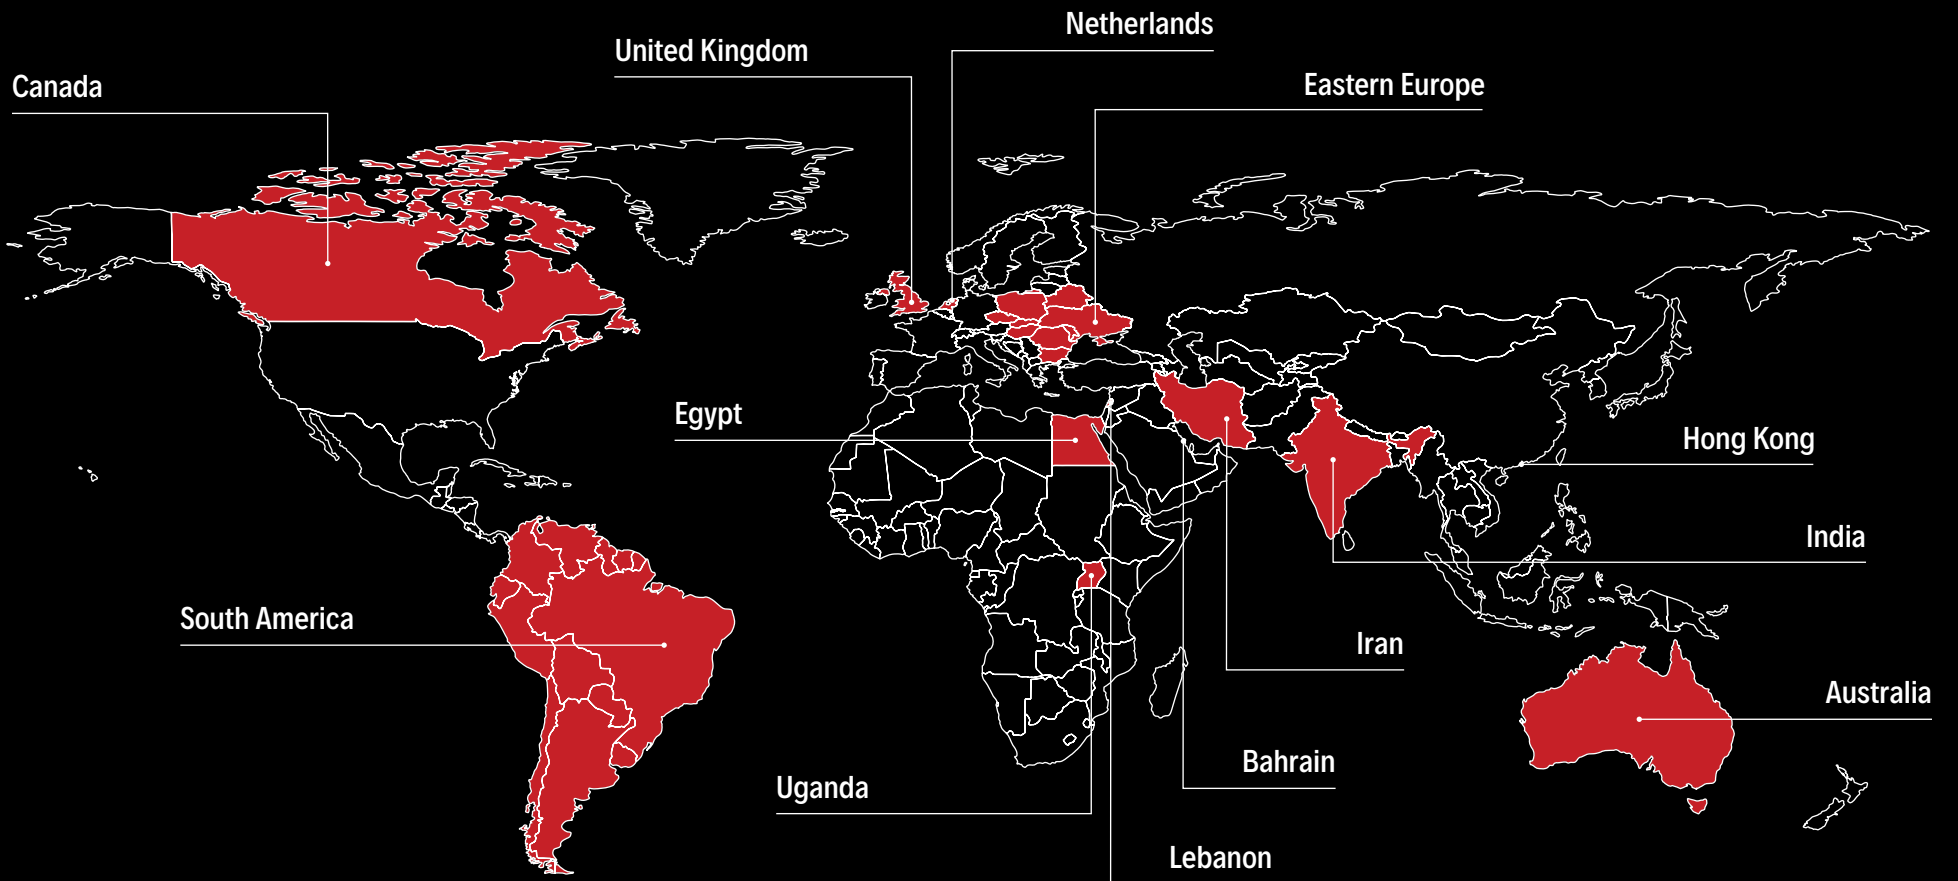 Netherlands
United Kingdom
Eastern Europe
Canada
Egypt
Hong Kong
India
South America
Iran
Australia
Bahrain
Uganda
Lebanon